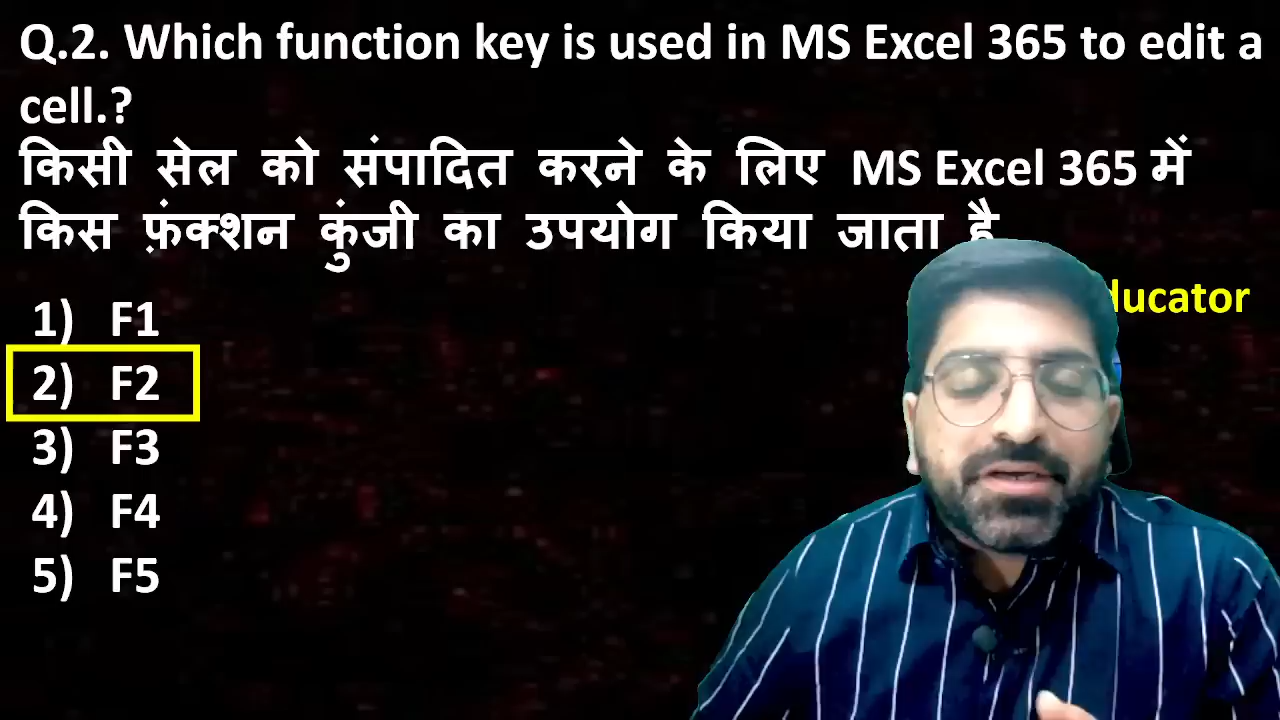 Q.2. Which function key is used in MS Excel 365 to edit a
cell.?
किसी सेल को संपादित करने के लिए MS Excel 365 में
किस फ़ंक्शन कुंजी का उपयोग किया जाता है
1) F1
2) F2
3) F3
4) F4
5) F5